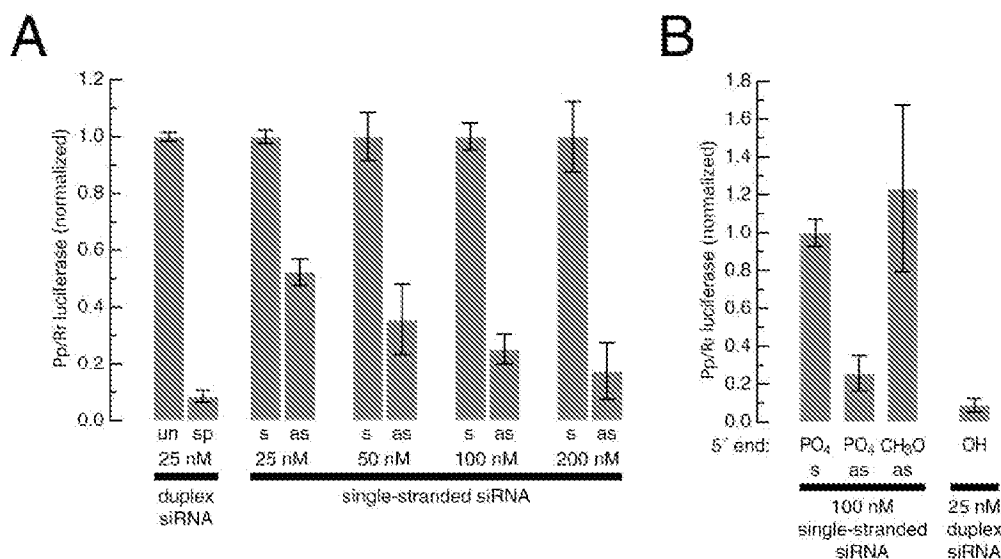 A
Pp/Rr luciferase (normalized)
1.2
1.0
0.8
0.6
0.4
0.2
0.0
un sp s as s as s as s as
25 nM 25 nM 50 nM 100 nM 200 nM
duplex siRNA
single-stranded siRNA
B
Pp/Rr luciferase (normalized)
1.8
1.6
1.4
1.2
1.0
0.8
0.6
0.4
0.2
0.0
5' end: PO4 PO4 CH3O OH
s as as
100 nM
single-stranded
siRNA
25 nM
duplex
siRNA